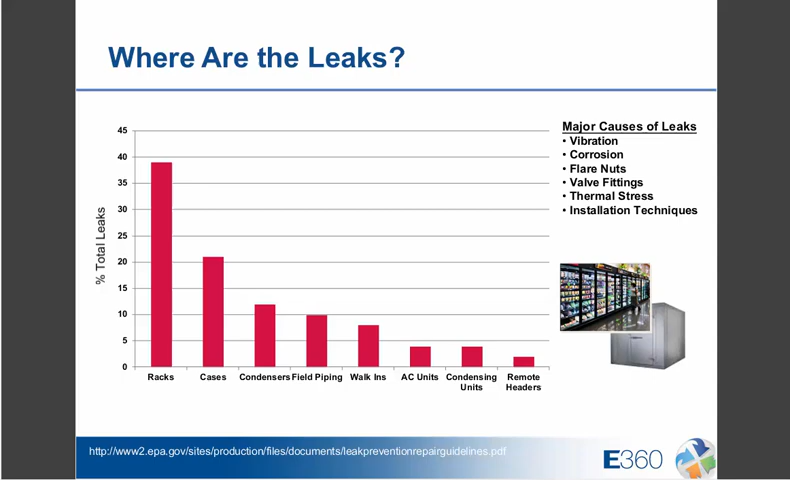 Where Are the Leaks?
Major Causes of Leaks
• Vibration
• Corrosion
• Flare Nuts
• Valve Fittings
• Thermal Stress
• Installation Techniques
% Total Leaks
45
40
35
30
25
20
15
10
5
0
Racks Cases Condensers Field Piping Walk Ins AC Units Condensing Units Remote Headers
http://www2.epa.gov/sites/production/files/documents/leakpreventionrepairguidelines.pdf
E360